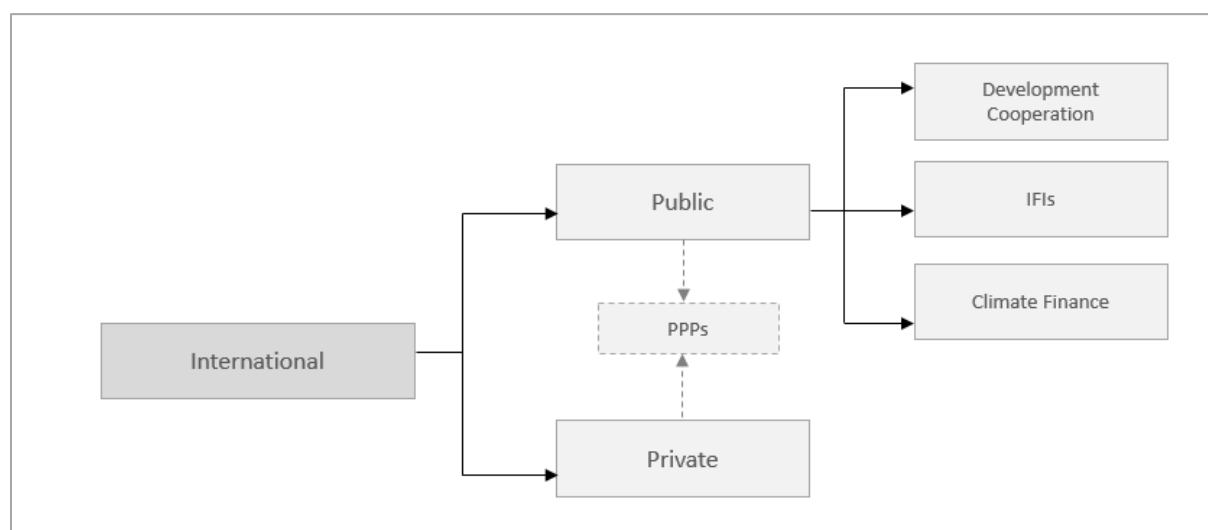 Development
Cooperation
Public
IFIs
Climate Finance
PPPs
International
Private